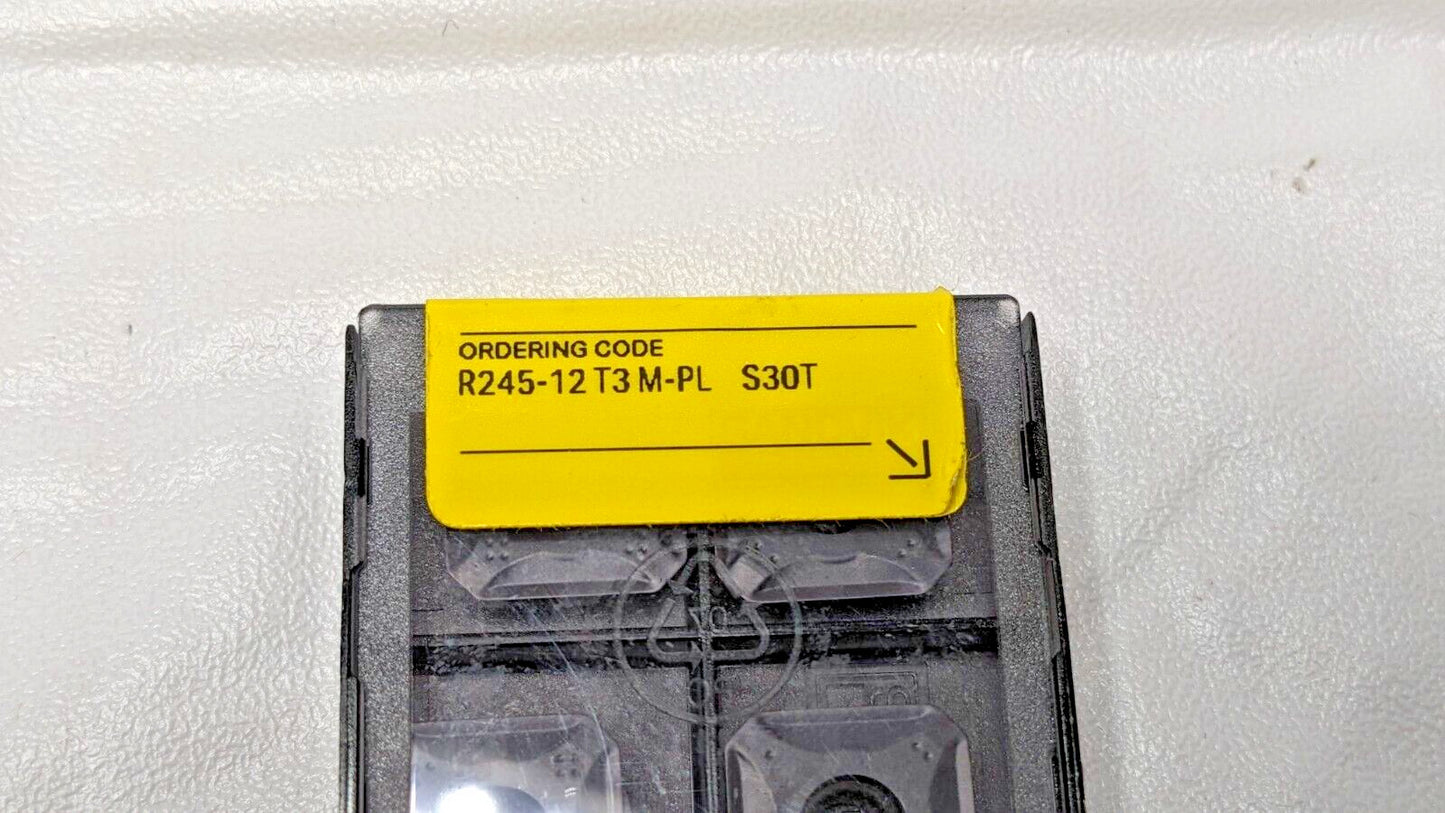 ORDERING CODE
R245-12 T3 M-PL S30T